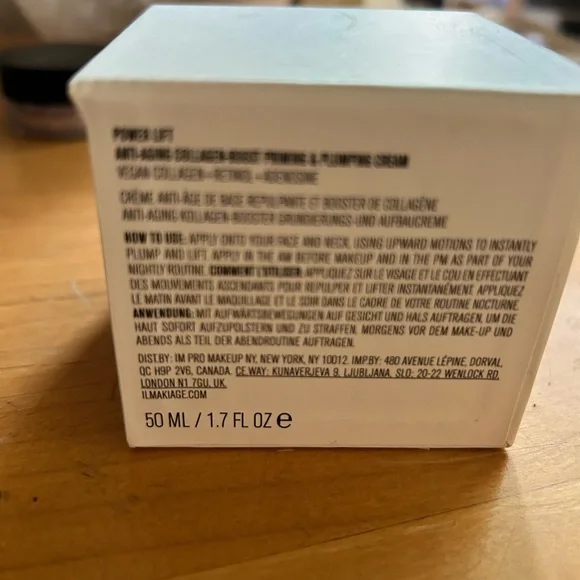 POWER LIFT
ANTI-AGING COLLAGEN-BOOST PRIMING & PLUMPING CREAM
VEGAN COLLAGEN + RETINOL +
CRÈME ANTI-ÂGE DE BASE REPULPANTE ET BOOSTER DE COLLAGÈNE
ANTI-AGING-KOLLAGEN-BOOSTER GRUNDIERUNGS- UND AUFBAUCREME
HOW TO USE: APPLY ONTO YOUR FACE AND NECK, USING UPWARD MOTIONS TO INSTANTLY
PLUMP AND LIFT. APPLY IN THE AM BEFORE MAKEUP AND IN THE PM AS PART OF YOUR
NIGHTLY ROUTINE. COMMENT L'UTILISER: APPLIQUEZ SUR LE VISAGE ET LE COU EN EFFECTUANT
DES MOUVEMENTS ASCENDANTS POUR REPULPER ET LIFTER INSTANTANÉMENT. APPLIQUEZ
LE MATIN AVANT LE MAQUILLAGE ET LE SOIR DANS LE CADRE DE VOTRE ROUTINE NOCTURNE.
ANWENDUNG: MIT AUFWÄRTSBEWEGUNGEN AUF GESICHT UND HALS AUFTRAGEN, UM DIE
HAUT SOFORT AUFZUPOLSTERN UND ZU STRAFFEN. MORGENS VOR DEM MAKE-UP UND
ABENDS ALS TEIL DER ABENDROUTINE AUFTRAGEN.
DIST.BY: IM PRO MAKEUP NY, NEW YORK, NY 10012. IMP.BY: 480 AVENUE LÉPINE, DORVAL,
QC H9P 2V6, CANADA. CE.WAY: KUNAVERJEVA 9, LJUBLJANA, SLO; 20-22 WENLOCK RD,
LONDON N1 7GU, UK.
ILMAKIAGE.COM
50 ML / 1.7 FL OZ ℮